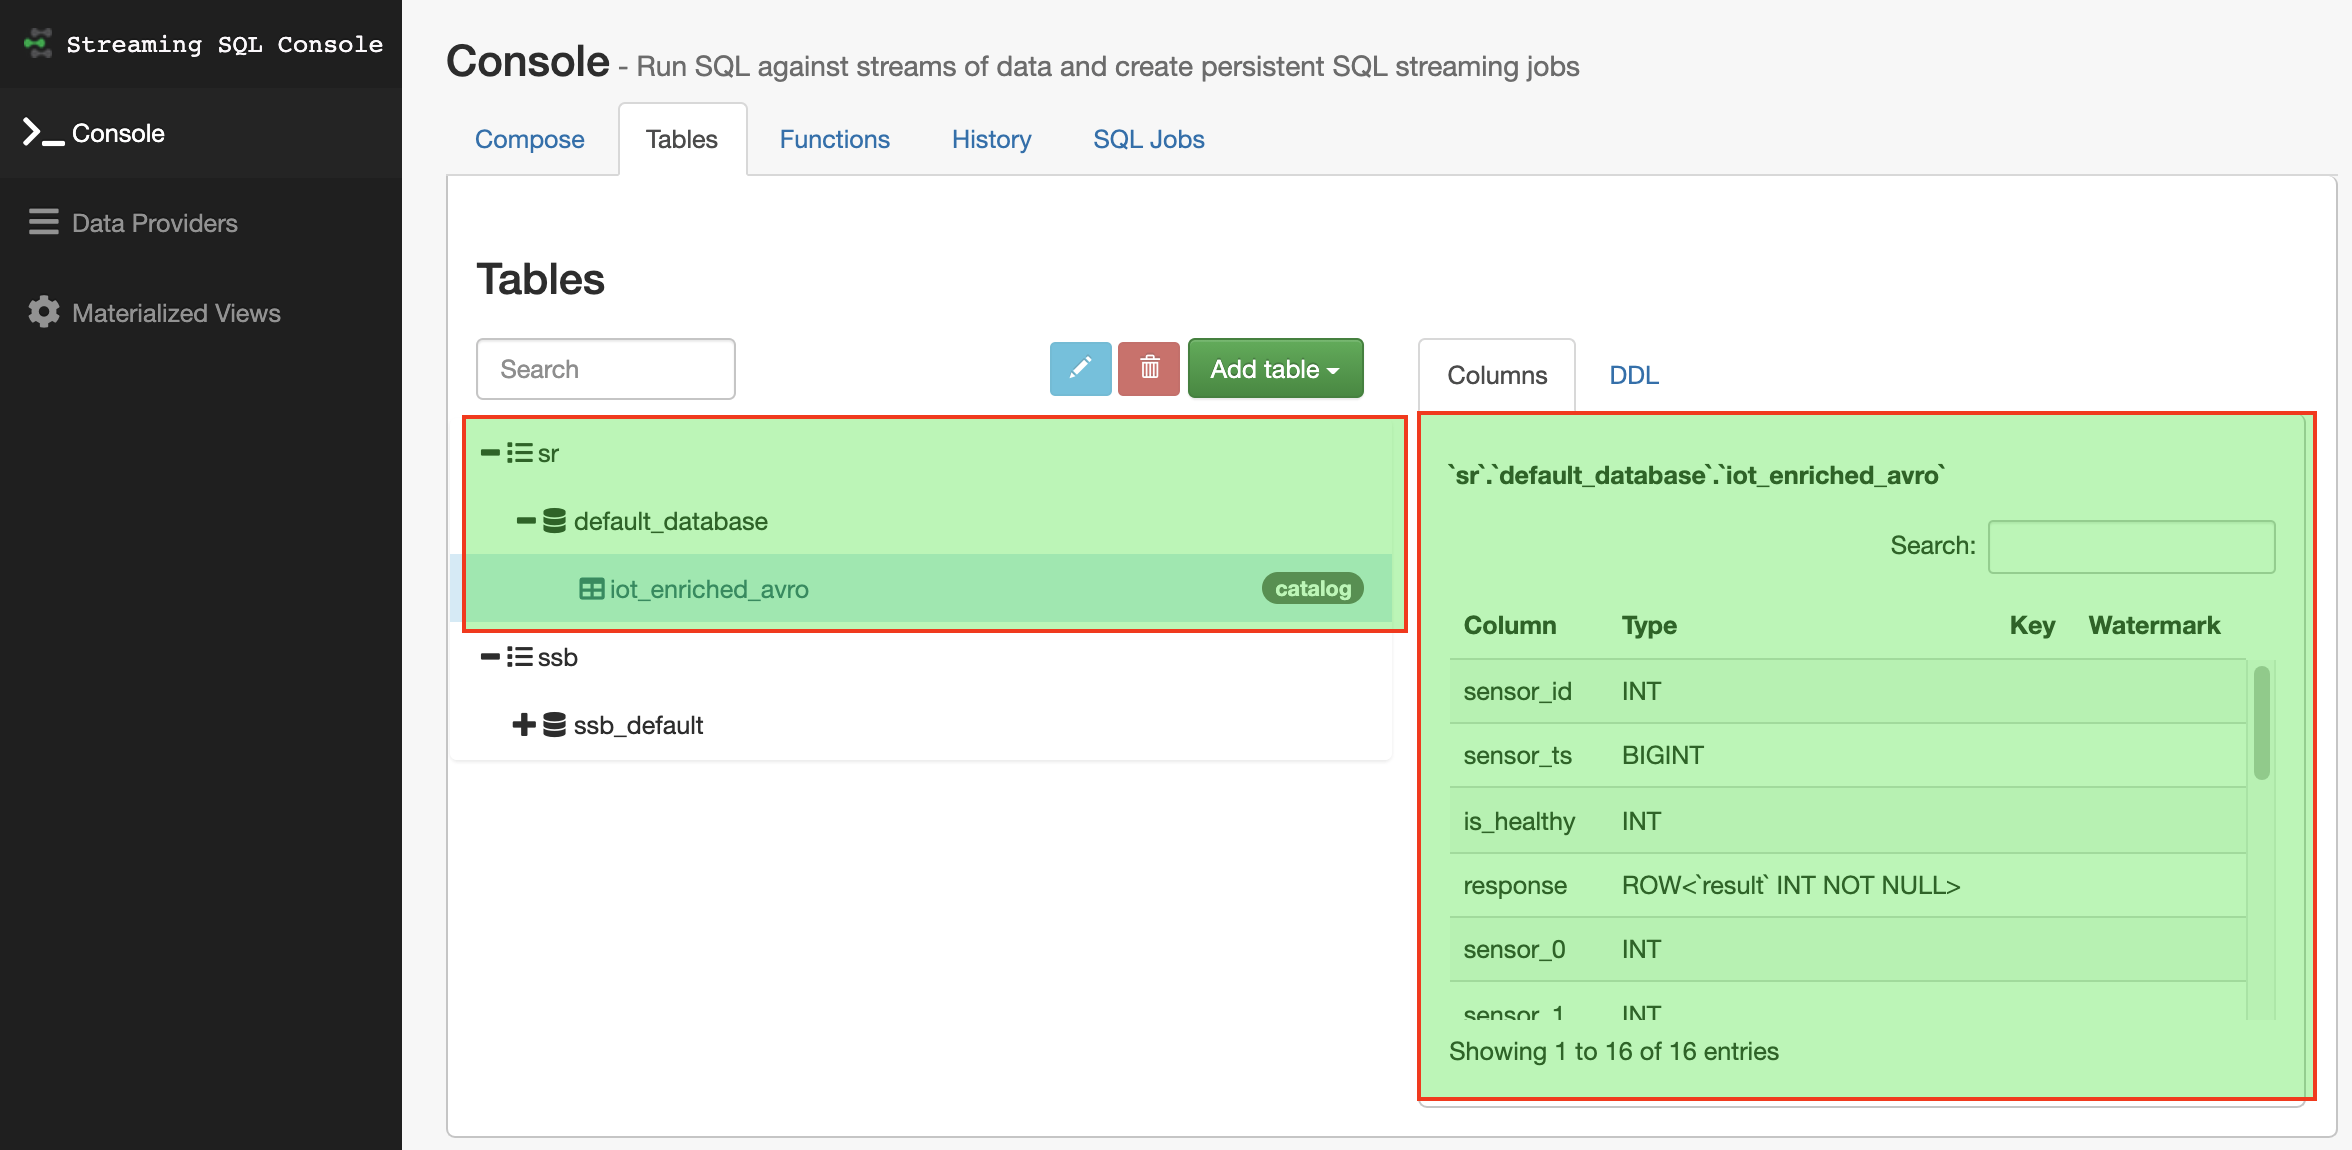 Streaming SQL Console
Console
Data Providers
Materialized Views
Console - Run SQL against streams of data and create persistent SQL streaming jobs
Compose
Tables
Functions
History
SQL Jobs
Tables
Search
Add table
sr
default_database
iot_enriched_avro
catalog
ssb
ssb_default
Columns
DDL
`sr`.`default_database`.`iot_enriched_avro`
Search:
Column Type Key Watermark
sensor_id INT
sensor_ts BIGINT
is_healthy INT
response ROW<`result` INT NOT NULL>
sensor_0 INT
sensor_1 INT
Showing 1 to 16 of 16 entries